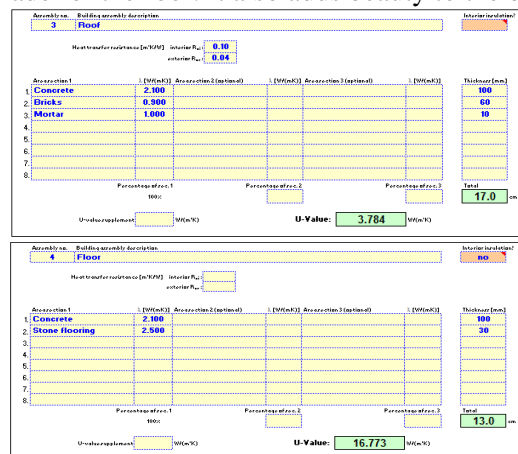 Assembly no. Building assembly description Interior insulation?
3 Roof
Heat transfer resistance [m²K/W] interior Rsi: 0.10
exterior Rse: 0.04
Area section 1 λ [W/(mK)] Area section 2 (optional) λ [W/(mK)] Area section 3 (optional) λ [W/(mK)] Thickness [mm]
1. Concrete 2.100 100
2. Bricks 0.900 60
3. Mortar 1.000 10
4.
5.
6.
7.
8.
Percentage of sec. 1 Percentage of sec. 2 Percentage of sec. 3 Total
100% 17.0 cm
U-value supplement W/(m²K) U-Value: 3.784 W/(m²K)
Assembly no. Building assembly description Interior insulation?
4 Floor no
Heat transfer resistance [m²K/W] interior Rsi:
exterior Rse:
Area section 1 λ [W/(mK)] Area section 2 (optional) λ [W/(mK)] Area section 3 (optional) λ [W/(mK)] Thickness [mm]
1. Concrete 2.100 100
2. Stone flooring 2.500 30
3.
4.
5.
6.
7.
8.
Percentage of sec. 1 Percentage of sec. 2 Percentage of sec. 3 Total
100% 13.0 cm
U-value supplement W/(m²K) U-Value: 16.773 W/(m²K)